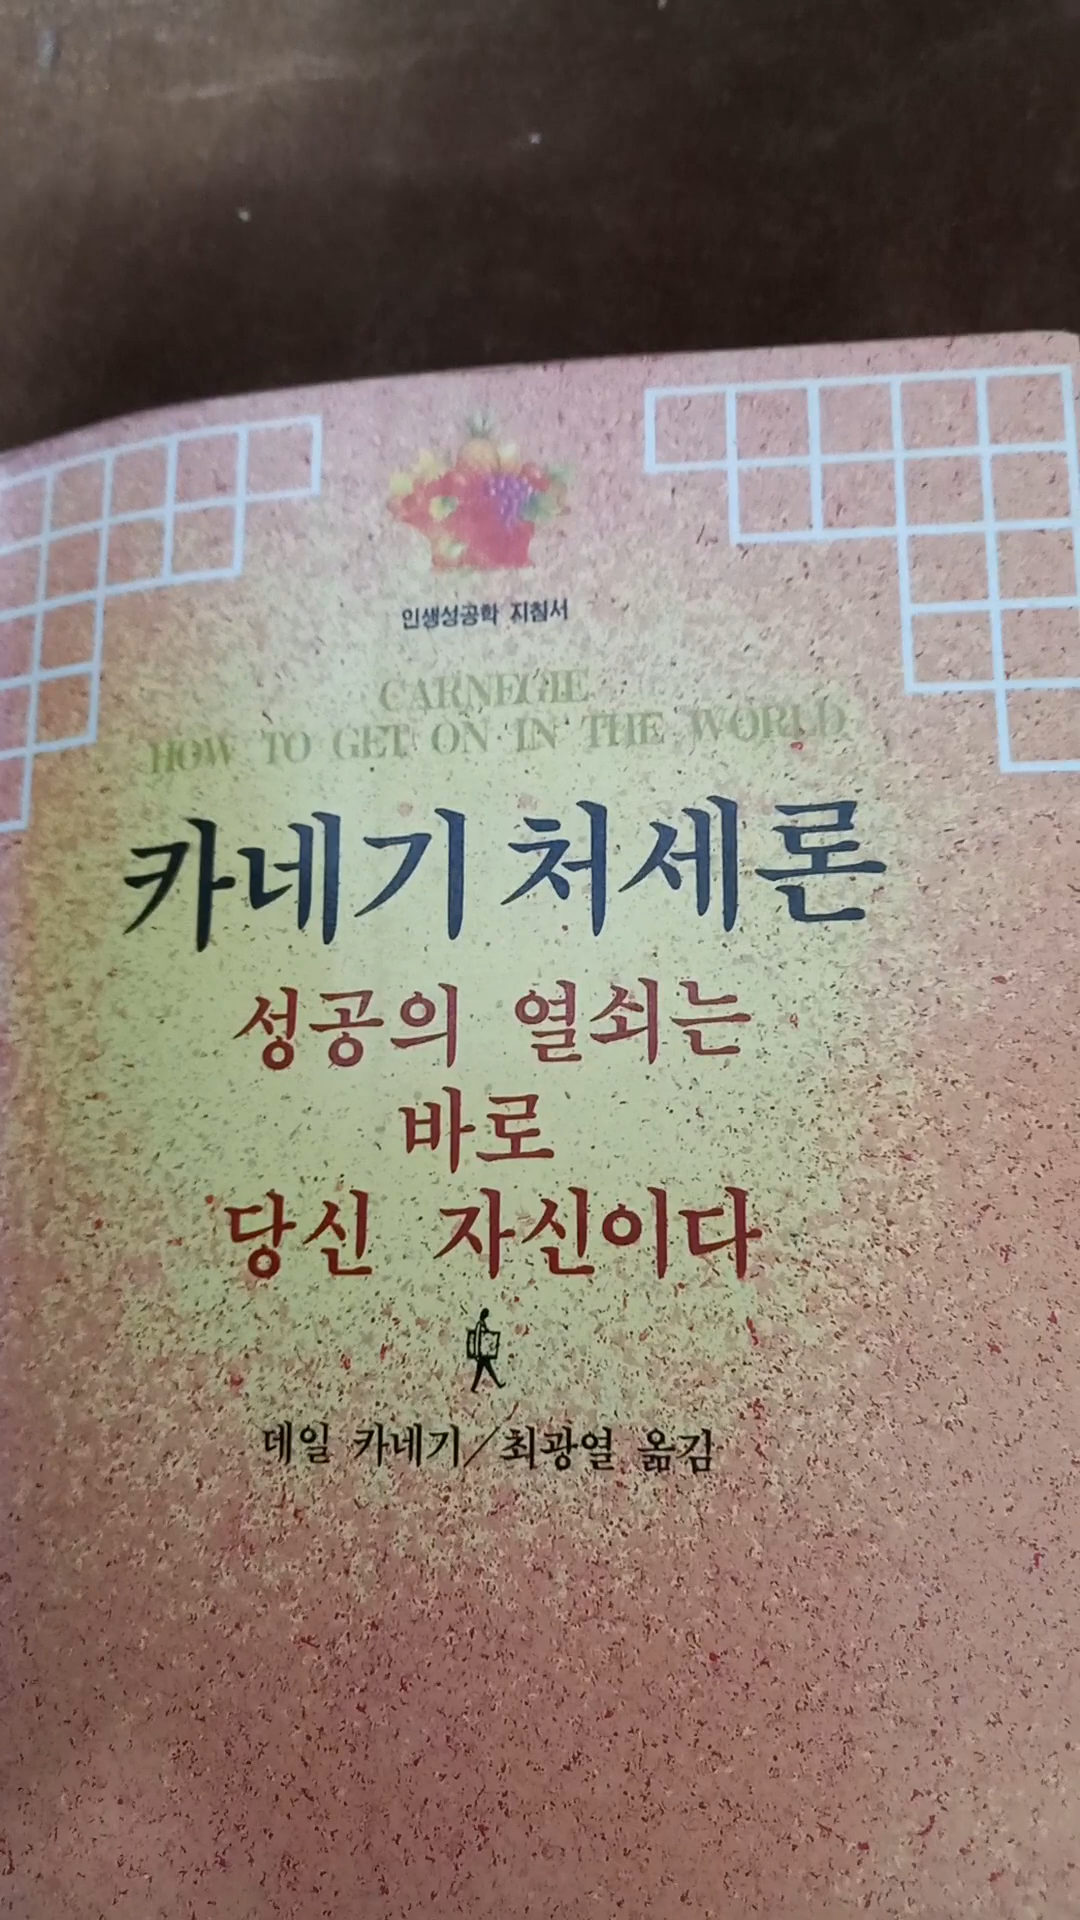 인생성공학 지침서
CARNEGIE
HOW TO GET ON IN THE WORLD
카네기 처세론
성공의 열쇠는
바로
당신 자신이다
데일 카네기/최광열 옮김